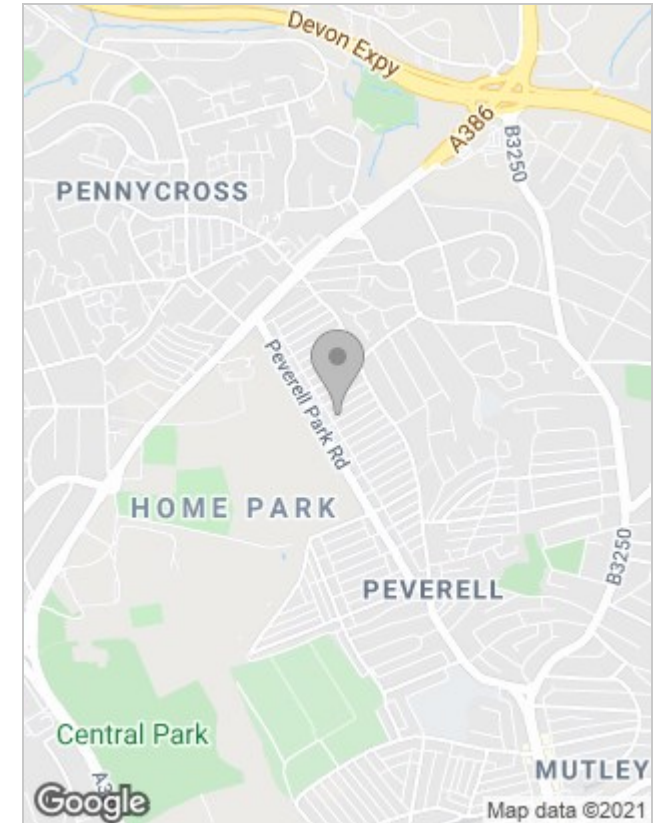 Devon Expy
A386
B3250
PENNYCROSS
Peverell Park Rd
HOME PARK
B3250
PEVERELL
Central Park
MUTLEY
A3
Google
Map data ©2021